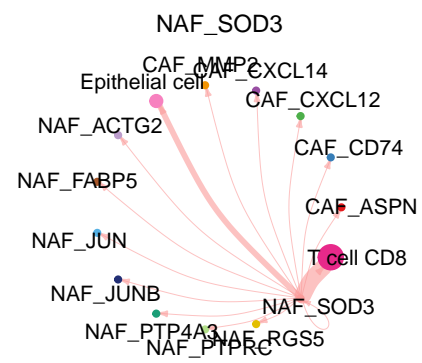 NAF_SOD3
CAF_MMP2
CAF_CXCL14
Epithelial cell
CAF_CXCL12
NAF_ACTG2
CAF_CD74
NAF_FABP5
CAF_ASPN
NAF_JUN
T cell CD8
NAF_JUNB
NAF_SOD3
NAF_PTP4A3
NAF_RGS5
NAF_PTPRC